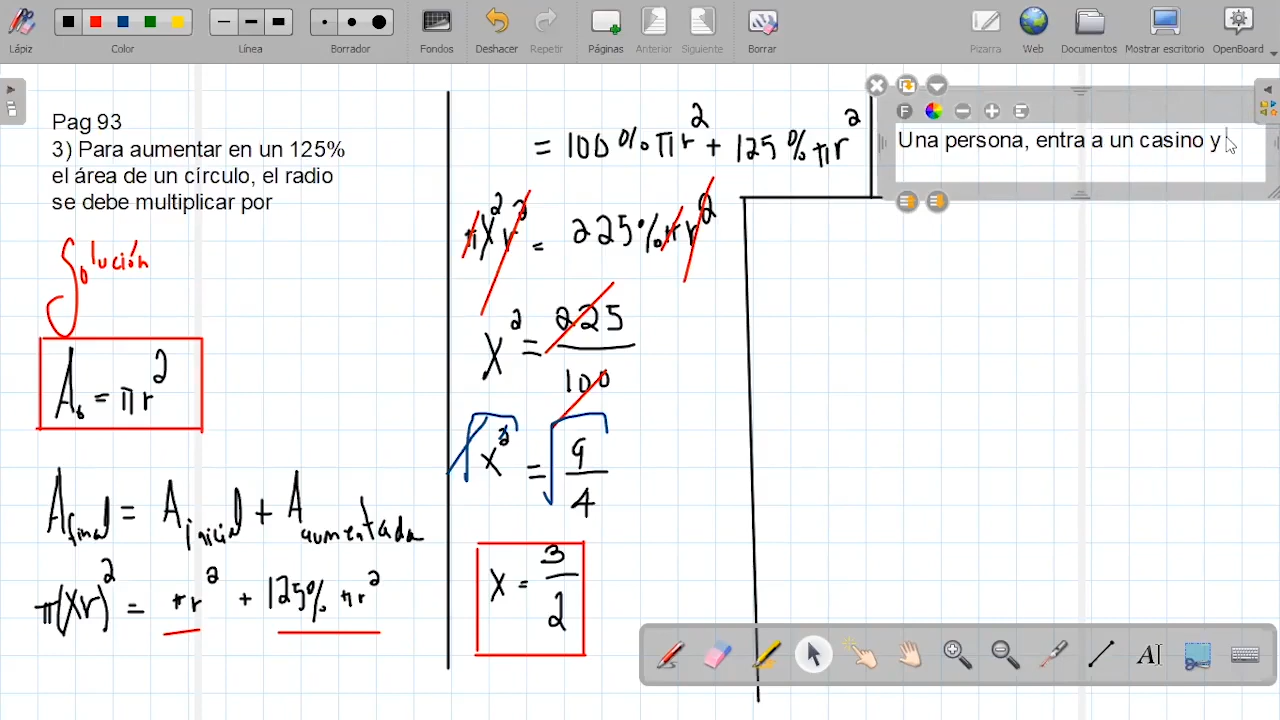 Lápiz
Color
Línea
Borrador
Fondos
Deshacer
Repetir
Páginas
Anterior
Siguiente
Borrar
Pizarra
Web
Documentos
Mostrar escritorio
OpenBoard
Pag 93
3) Para aumentar en un 125%
el área de un círculo, el radio
se debe multiplicar por
Solución
A₀ = πr²
A final = A inicial + A aumentada
π(Xr)² = πr² + 125% πr²
= 100% πr² + 125% πr²
πX²r² = 225% πr²
X² = 225/100
√x² = √9/4
X = 3/2
Una persona, entra a un casino y
F
A